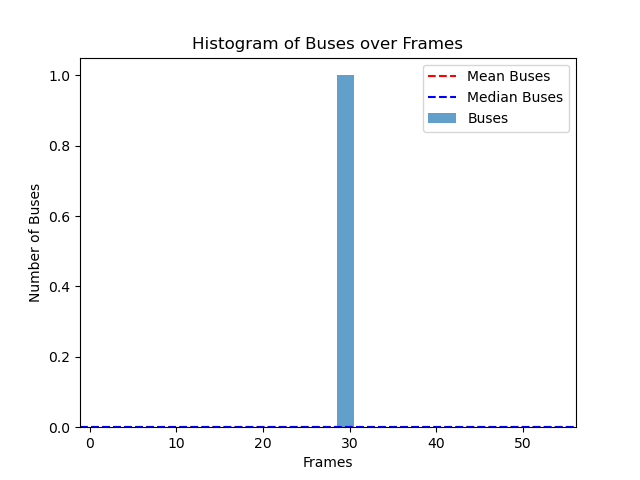 Histogram of Buses over Frames
Mean Buses
Median Buses
Buses
1.0
0.8
0.6
0.4
0.2
0.0
Number of Buses
0 10 20 30 40 50
Frames